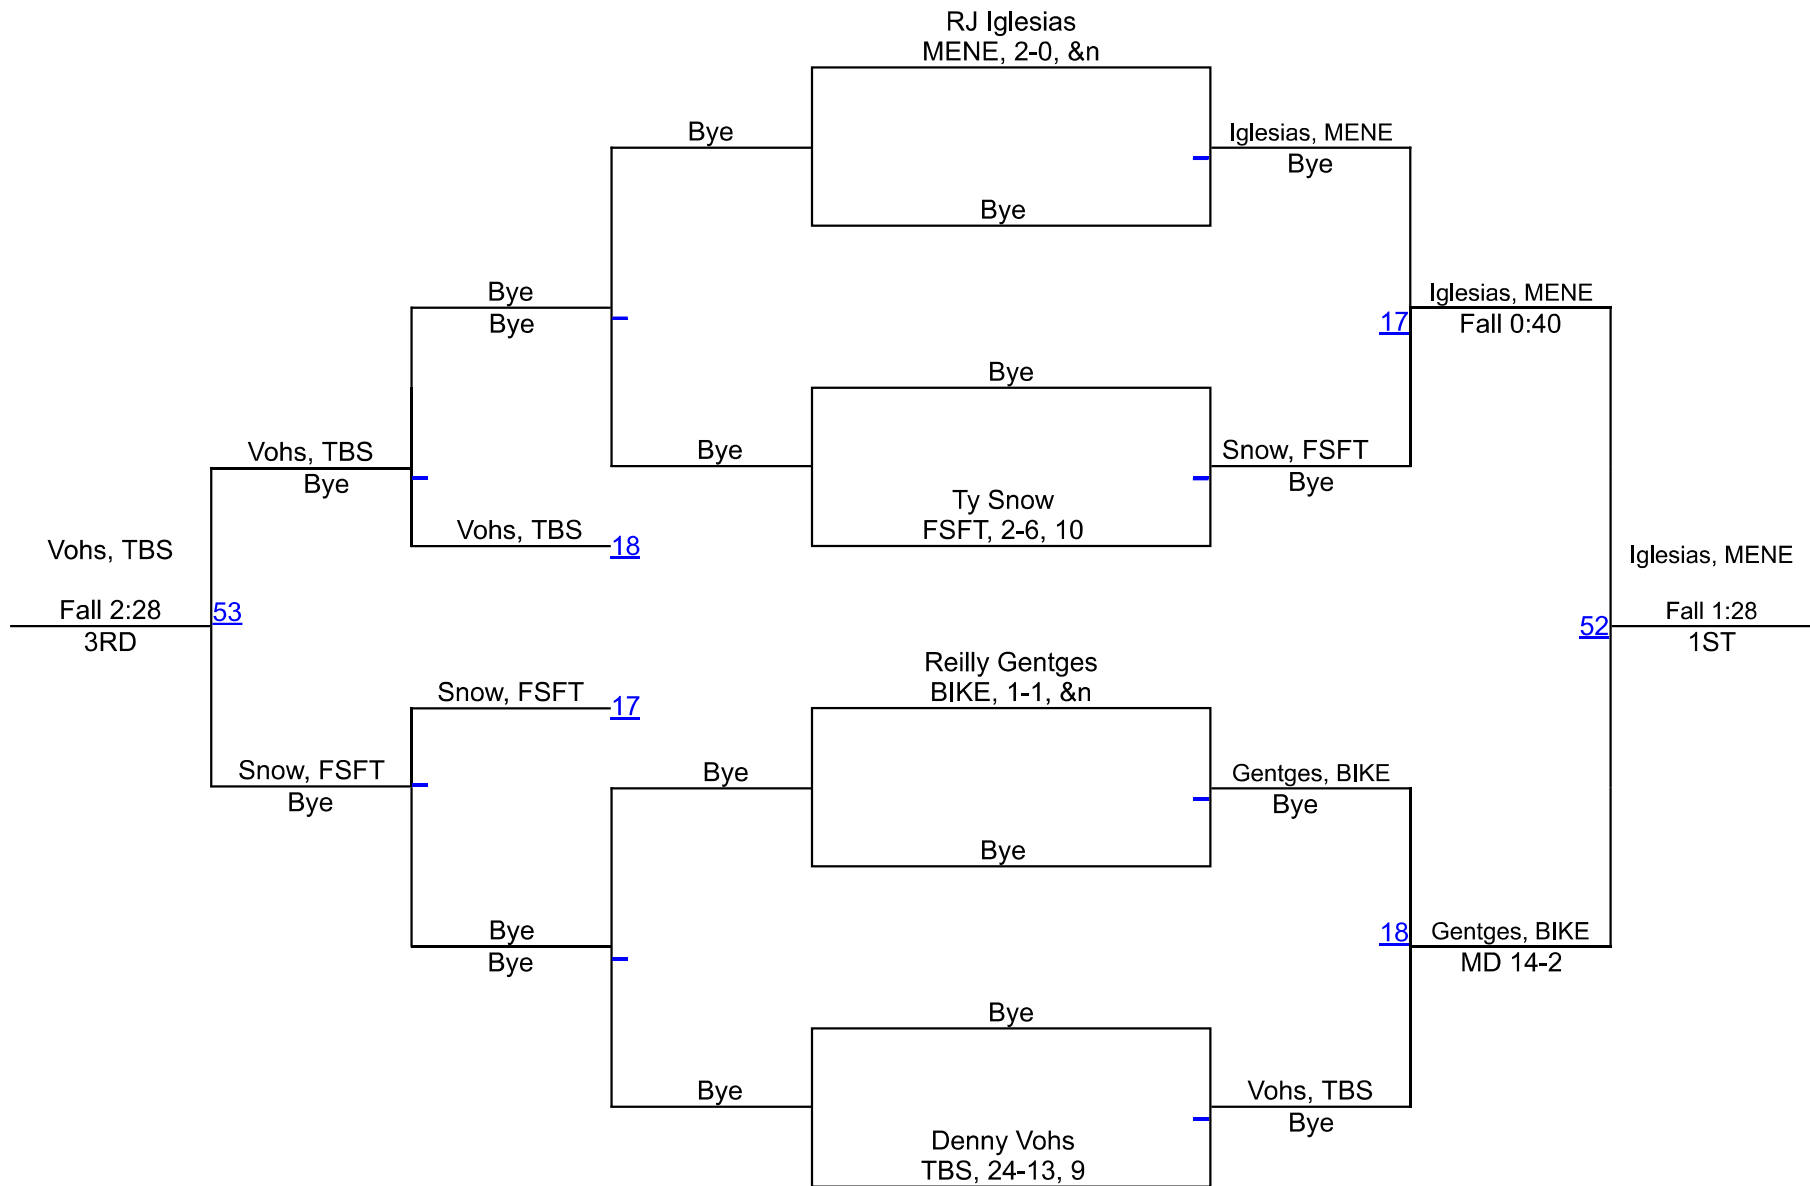 RJ Iglesias
MENE, 2-0, &n
Bye
Iglesias, MENE
Bye
Bye
Bye
Bye
Iglesias, MENE
17
Fall 0:40
Bye
Vohs, TBS
Bye
Bye
Snow, FSFT
Bye
Ty Snow
FSFT, 2-6, 10
Vohs, TBS
18
Vohs, TBS
Fall 2:28
53
3RD
Iglesias, MENE
52
Fall 1:28
1ST
Reilly Gentges
BIKE, 1-1, &n
Snow, FSFT
17
Snow, FSFT
Bye
Bye
Gentges, BIKE
Bye
Bye
Bye
Bye
18
Gentges, BIKE
MD 14-2
Bye
Bye
Vohs, TBS
Bye
Denny Vohs
TBS, 24-13, 9